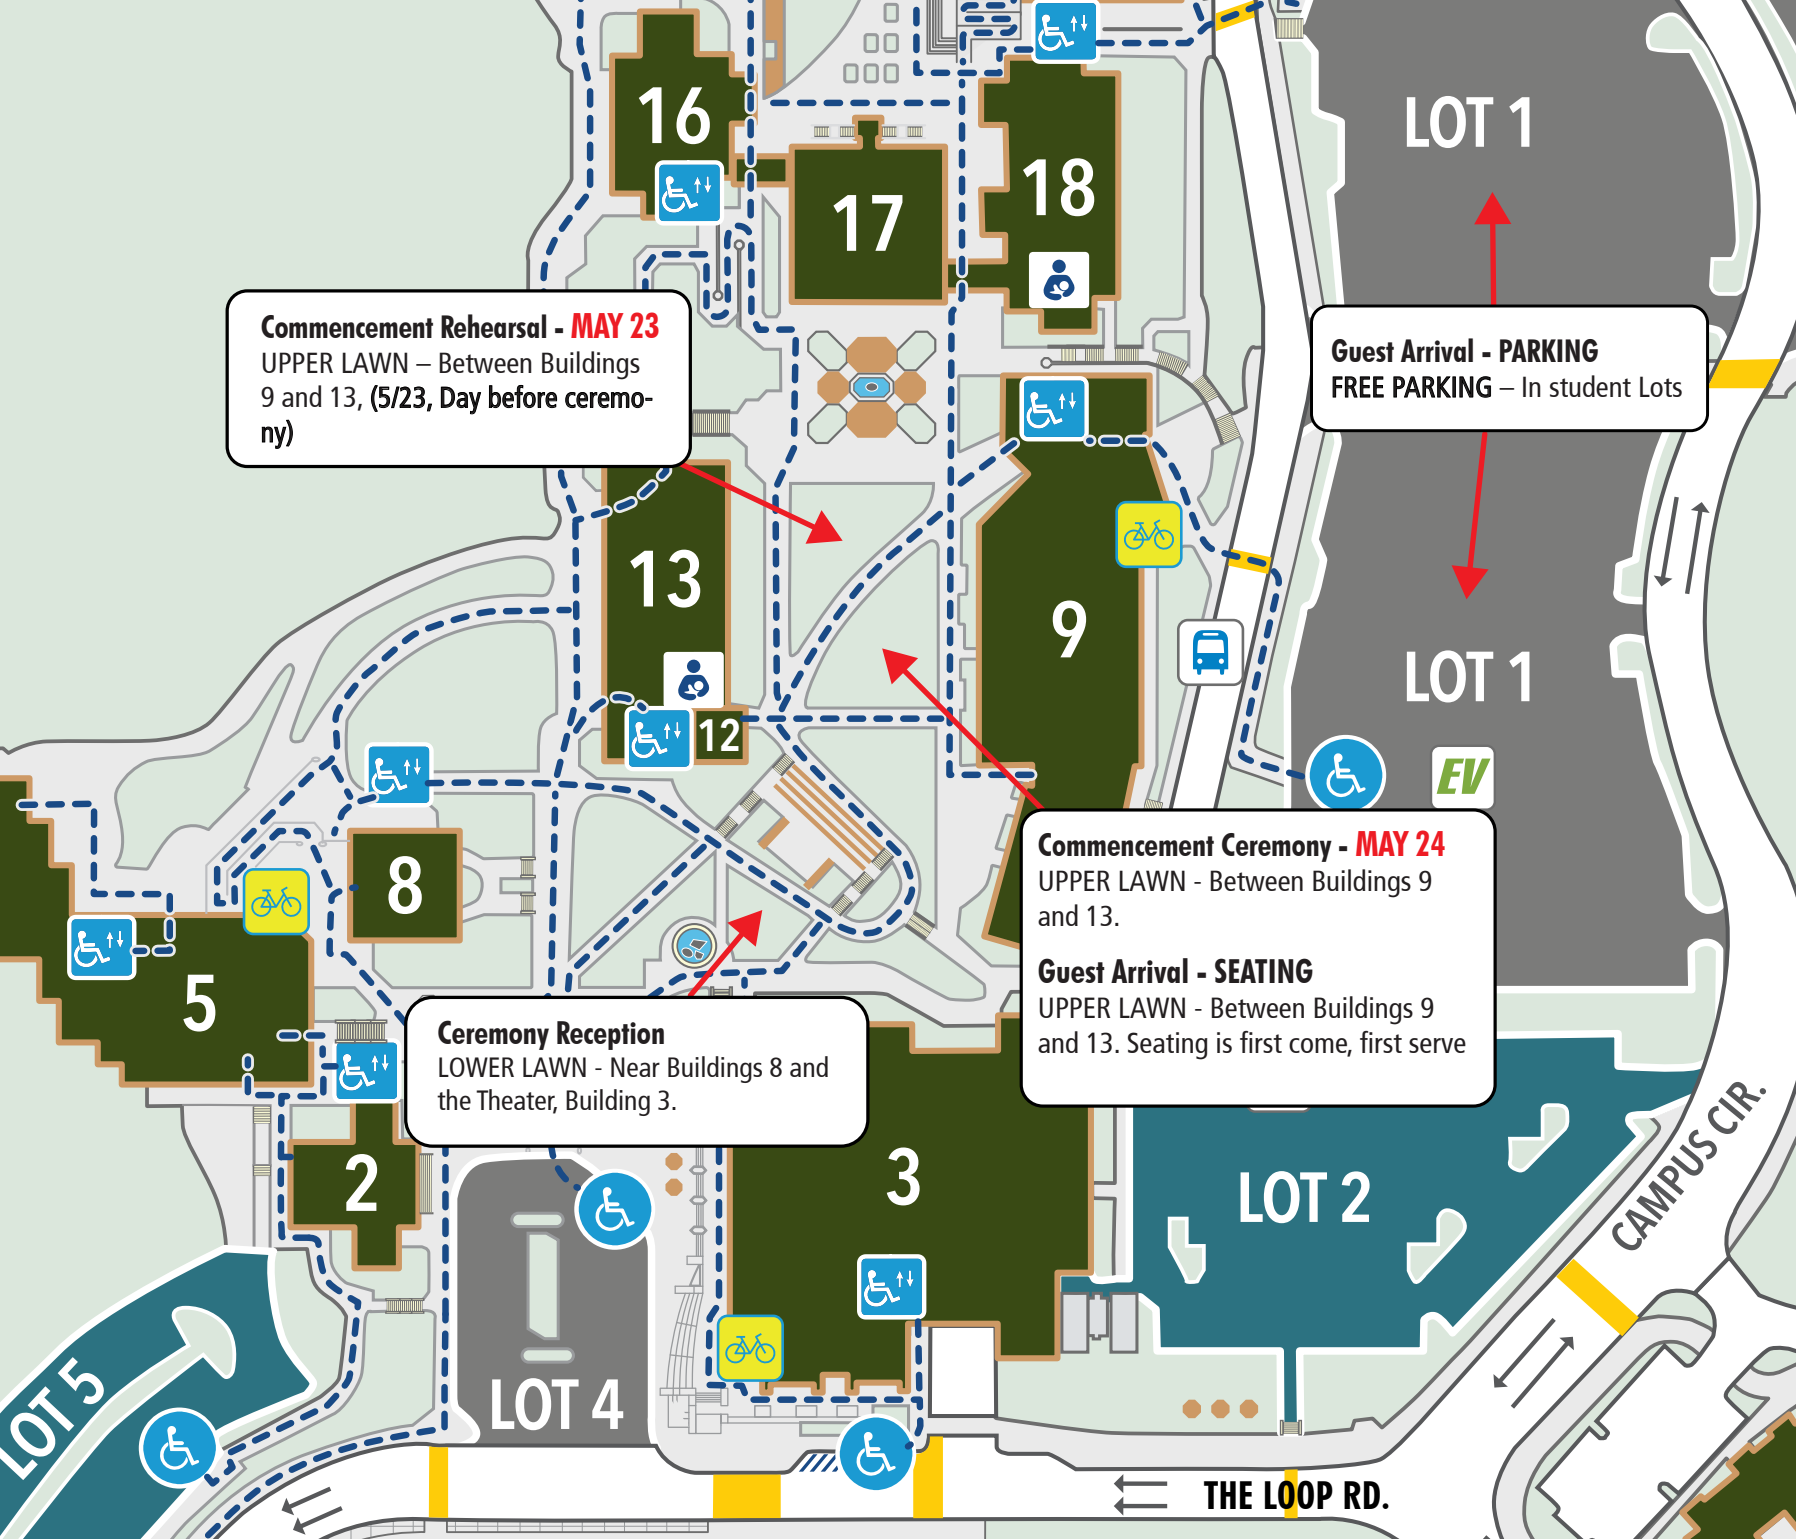 16
LOT 1
18
17
Commencement Rehearsal - MAY 23
UPPER LAWN – Between Buildings
9 and 13, (5/23, Day before ceremo-
ny)
Guest Arrival - PARKING
FREE PARKING – In student Lots
13
9
LOT 1
12
EV
8
Commencement Ceremony - MAY 24
UPPER LAWN - Between Buildings 9
and 13.
Guest Arrival - SEATING
UPPER LAWN - Between Buildings 9
and 13. Seating is first come, first serve
5
Ceremony Reception
LOWER LAWN - Near Buildings 8 and
the Theater, Building 3.
2
3
LOT 2
CAMPUS CIR.
LOT 5
LOT 4
THE LOOP RD.